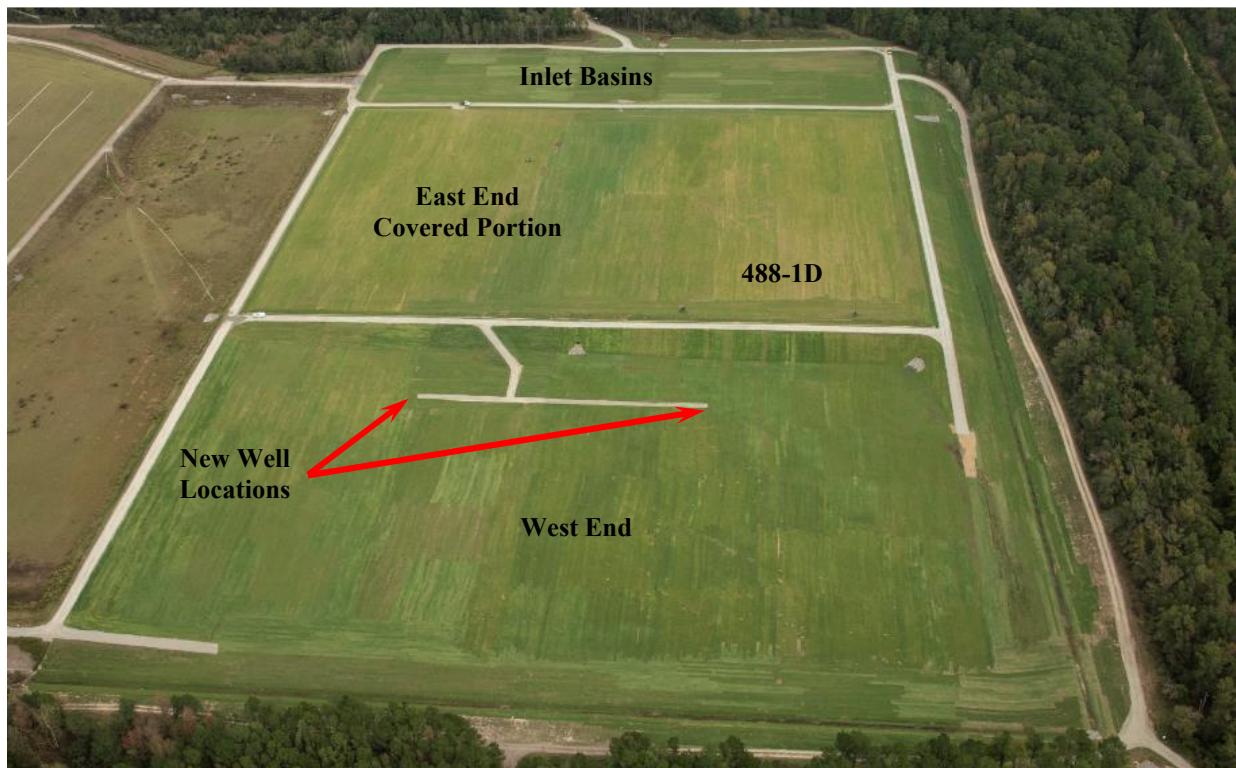 Inlet Basins
East End
Covered Portion
488-1D
New Well
Locations
West End